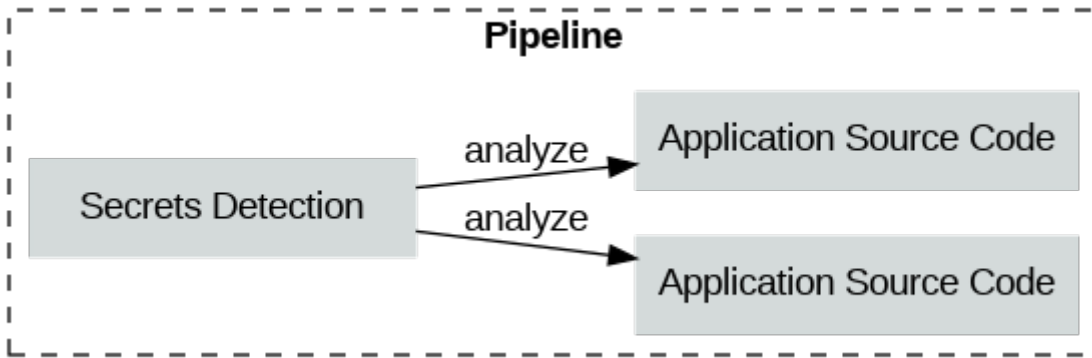 Pipeline
analyze
Application Source Code
Secrets Detection
analyze
Application Source Code